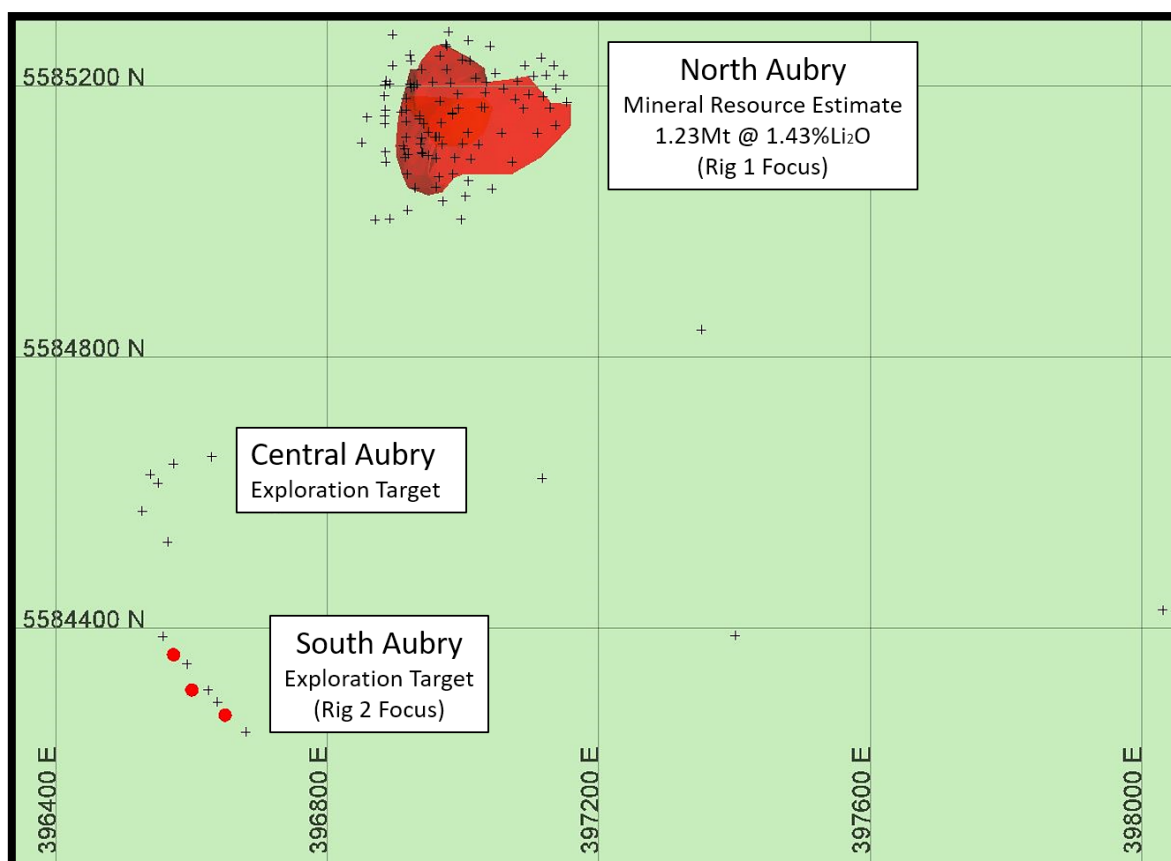 5585200 N
North Aubry
Mineral Resource Estimate
1.23Mt @ 1.43%Li₂O
(Rig 1 Focus)
5584800 N
Central Aubry
Exploration Target
5584400 N
South Aubry
Exploration Target
(Rig 2 Focus)
396400 E
396800 E
397200 E
397600 E
398000 E